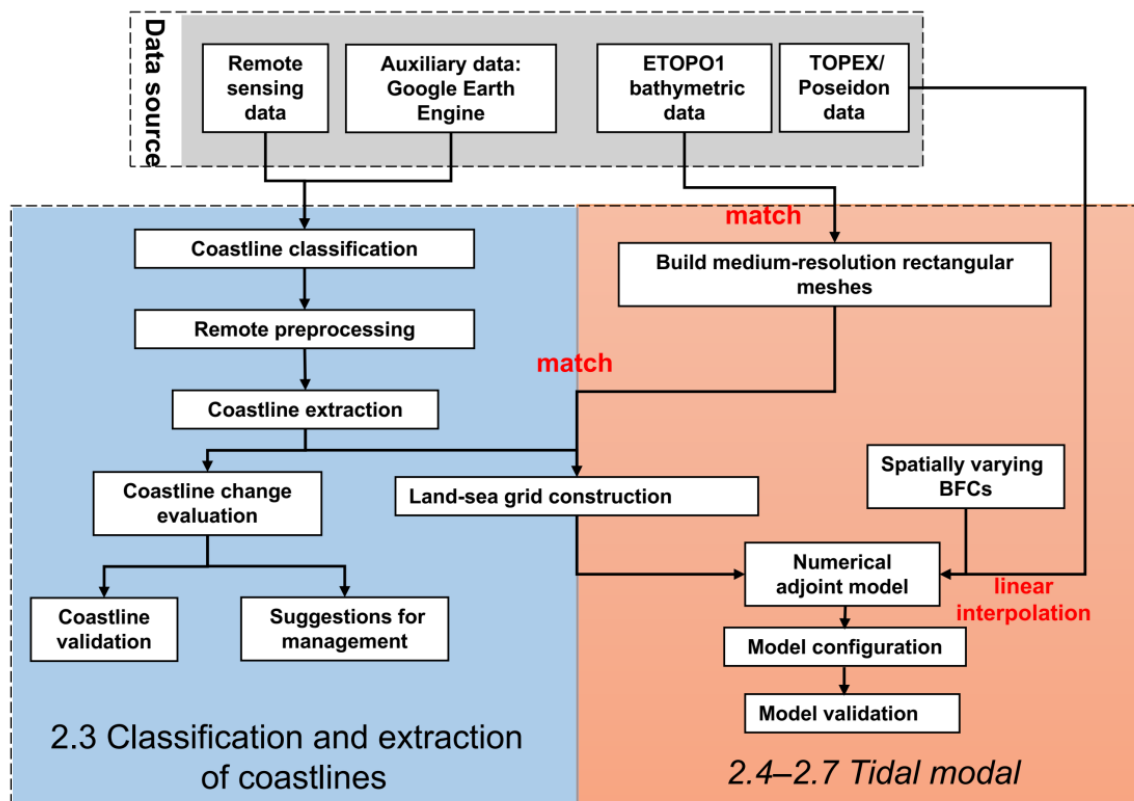 Data source
Remote
sensing
data
Auxiliary data:
Google Earth
Engine
ETOPO1
bathymetric
data
TOPEX/
Poseidon
data
match
Coastline classification
Build medium-resolution rectangular
meshes
Remote preprocessing
match
Coastline extraction
Coastline change
evaluation
Land-sea grid construction
Spatially varying
BFCs
Numerical
adjoint model
linear
interpolation
Coastline
validation
Suggestions for
management
Model configuration
Model validation
2.3 Classification and extraction
of coastlines
2.4–2.7 Tidal modal